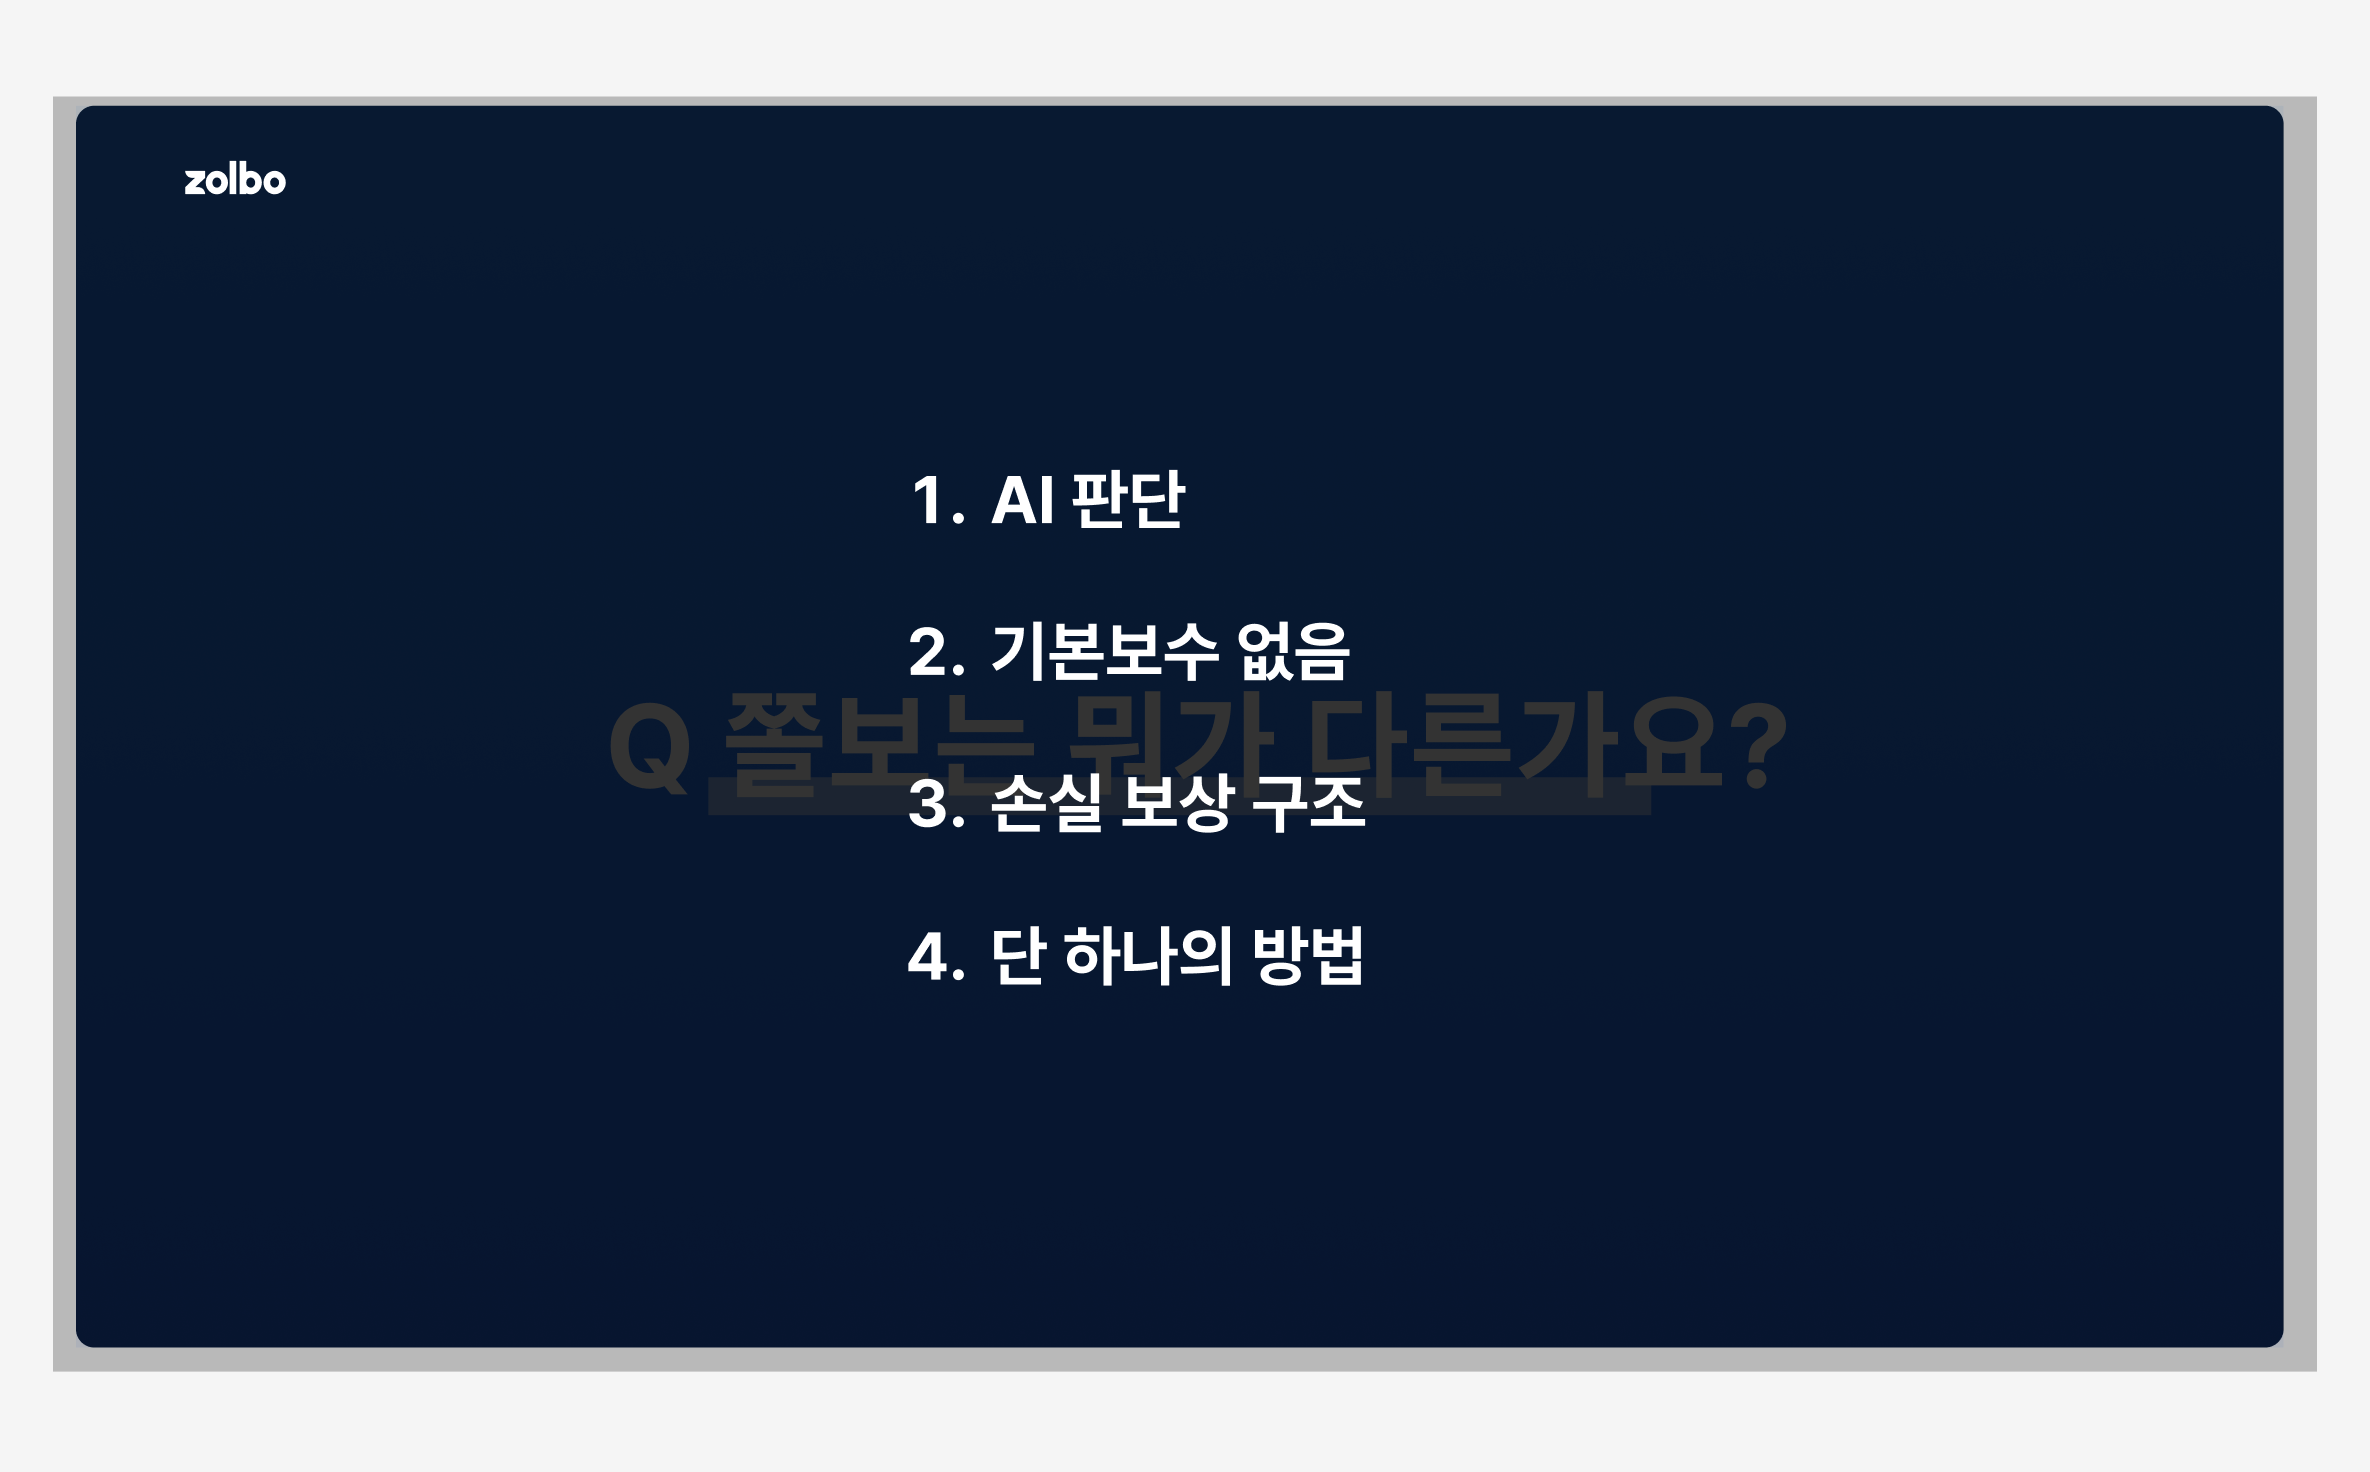 zolbo
1. AI 판단
2. 기본보수 없음
Q 쫄보는 뭐가 다른가요?
3. 손실 보상 구조
4. 단 하나의 방법